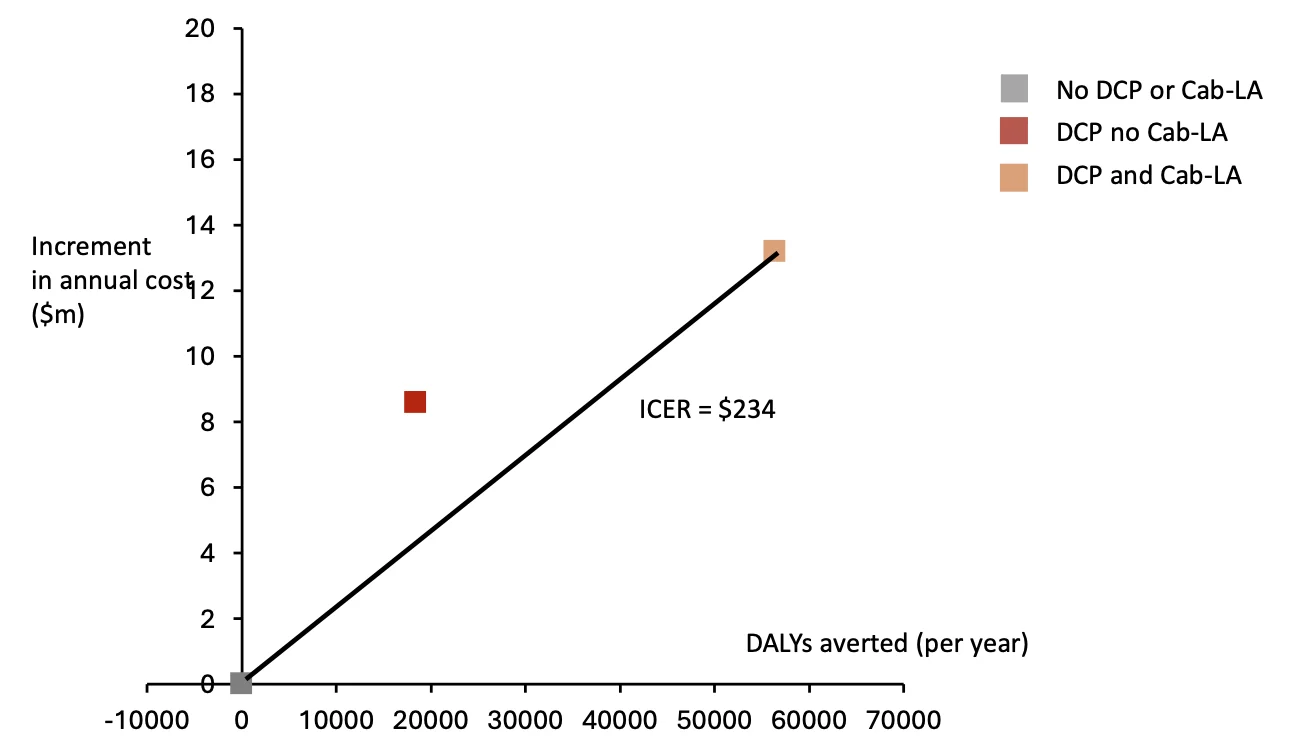 20
18
No DCP or Cab-LA
DCP no Cab-LA
16
DCP and Cab-LA
14
Increment
in annual cost
($m)
12
10
ICER = $234
8
6
4
2
DALYs averted (per year)
0
-10000 0 10000 20000 30000 40000 50000 60000 70000